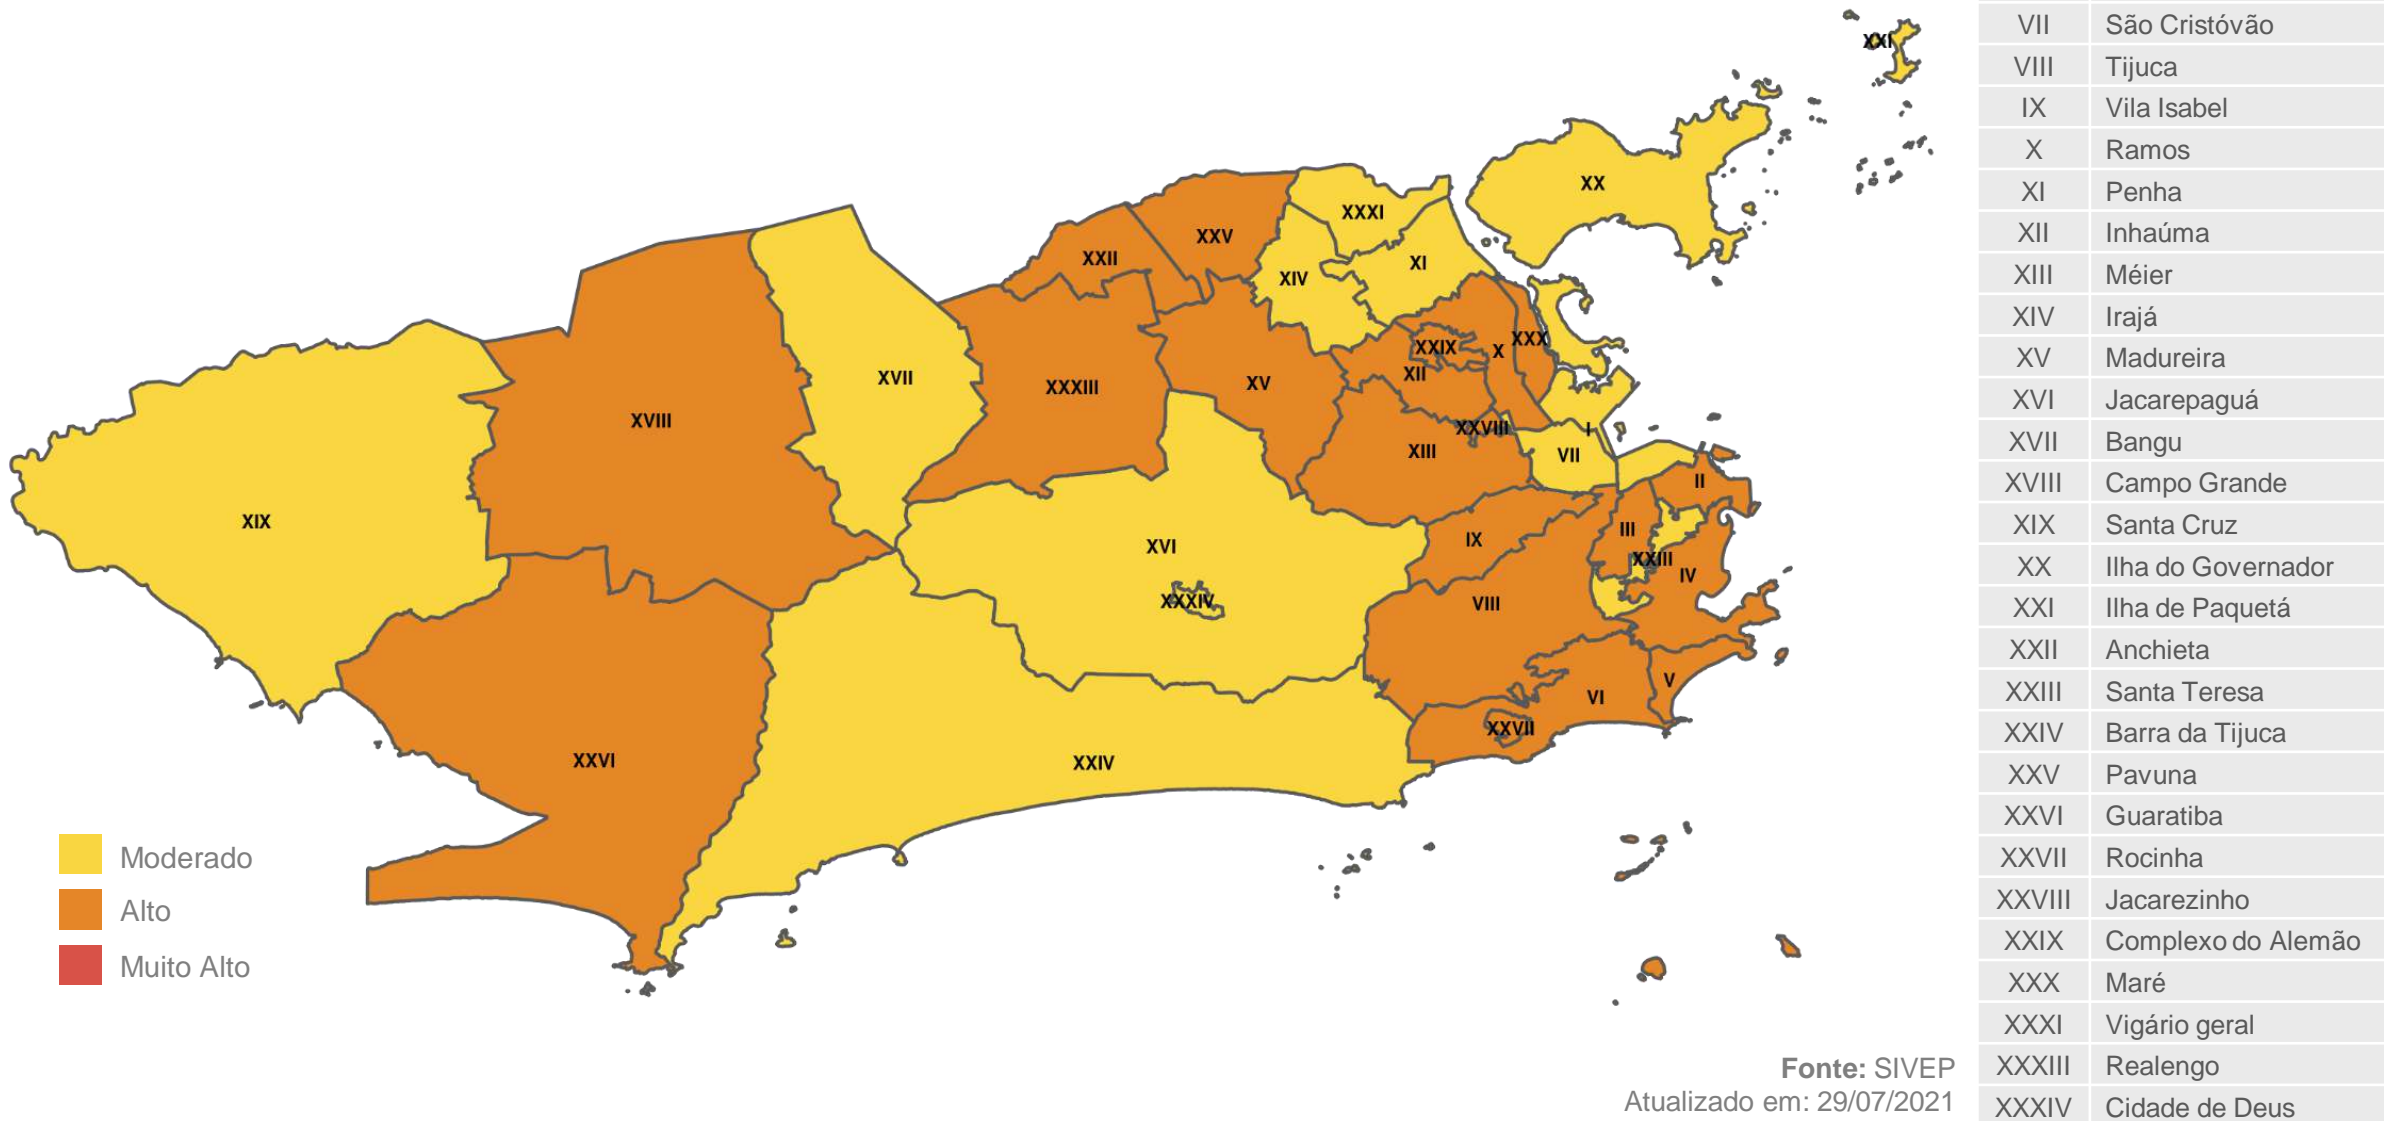 XXI
XX
XXXI
XXV
XXII
XI
XIV
XXX
XXIX
X
XII
XVII
XV
XXXIII
XVIII
XXVIII
I
XIII
VII
II
XIX
III
IX
XVI
XXIII
IV
XXXIV
VIII
V
VI
XXVII
XXVI
XXIV
Moderado
Alto
Muito Alto
Fonte: SIVEP
Atualizado em: 29/07/2021
VII São Cristóvão
VIII Tijuca
IX Vila Isabel
X Ramos
XI Penha
XII Inhaúma
XIII Méier
XIV Irajá
XV Madureira
XVI Jacarepaguá
XVII Bangu
XVIII Campo Grande
XIX Santa Cruz
XX Ilha do Governador
XXI Ilha de Paquetá
XXII Anchieta
XXIII Santa Teresa
XXIV Barra da Tijuca
XXV Pavuna
XXVI Guaratiba
XXVII Rocinha
XXVIII Jacarezinho
XXIX Complexo do Alemão
XXX Maré
XXXI Vigário geral
XXXIII Realengo
XXXIV Cidade de Deus